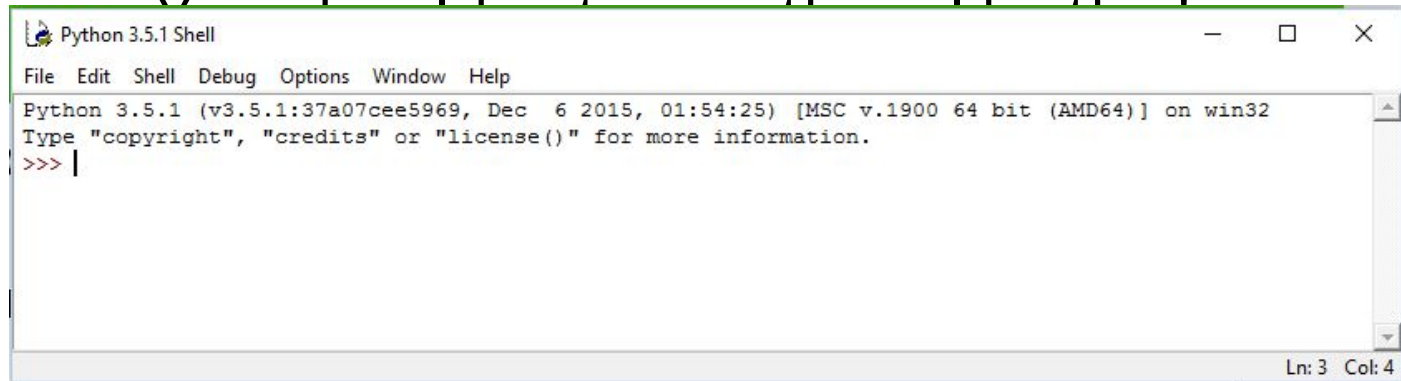 Python 3.5.1 Shell
File Edit Shell Debug Options Window Help
Python 3.5.1 (v3.5.1:37a07cee5969, Dec  6 2015, 01:54:25) [MSC v.1900 64 bit (AMD64)] on win32
Type "copyright", "credits" or "license()" for more information.
>>>
Ln: 3 Col: 4